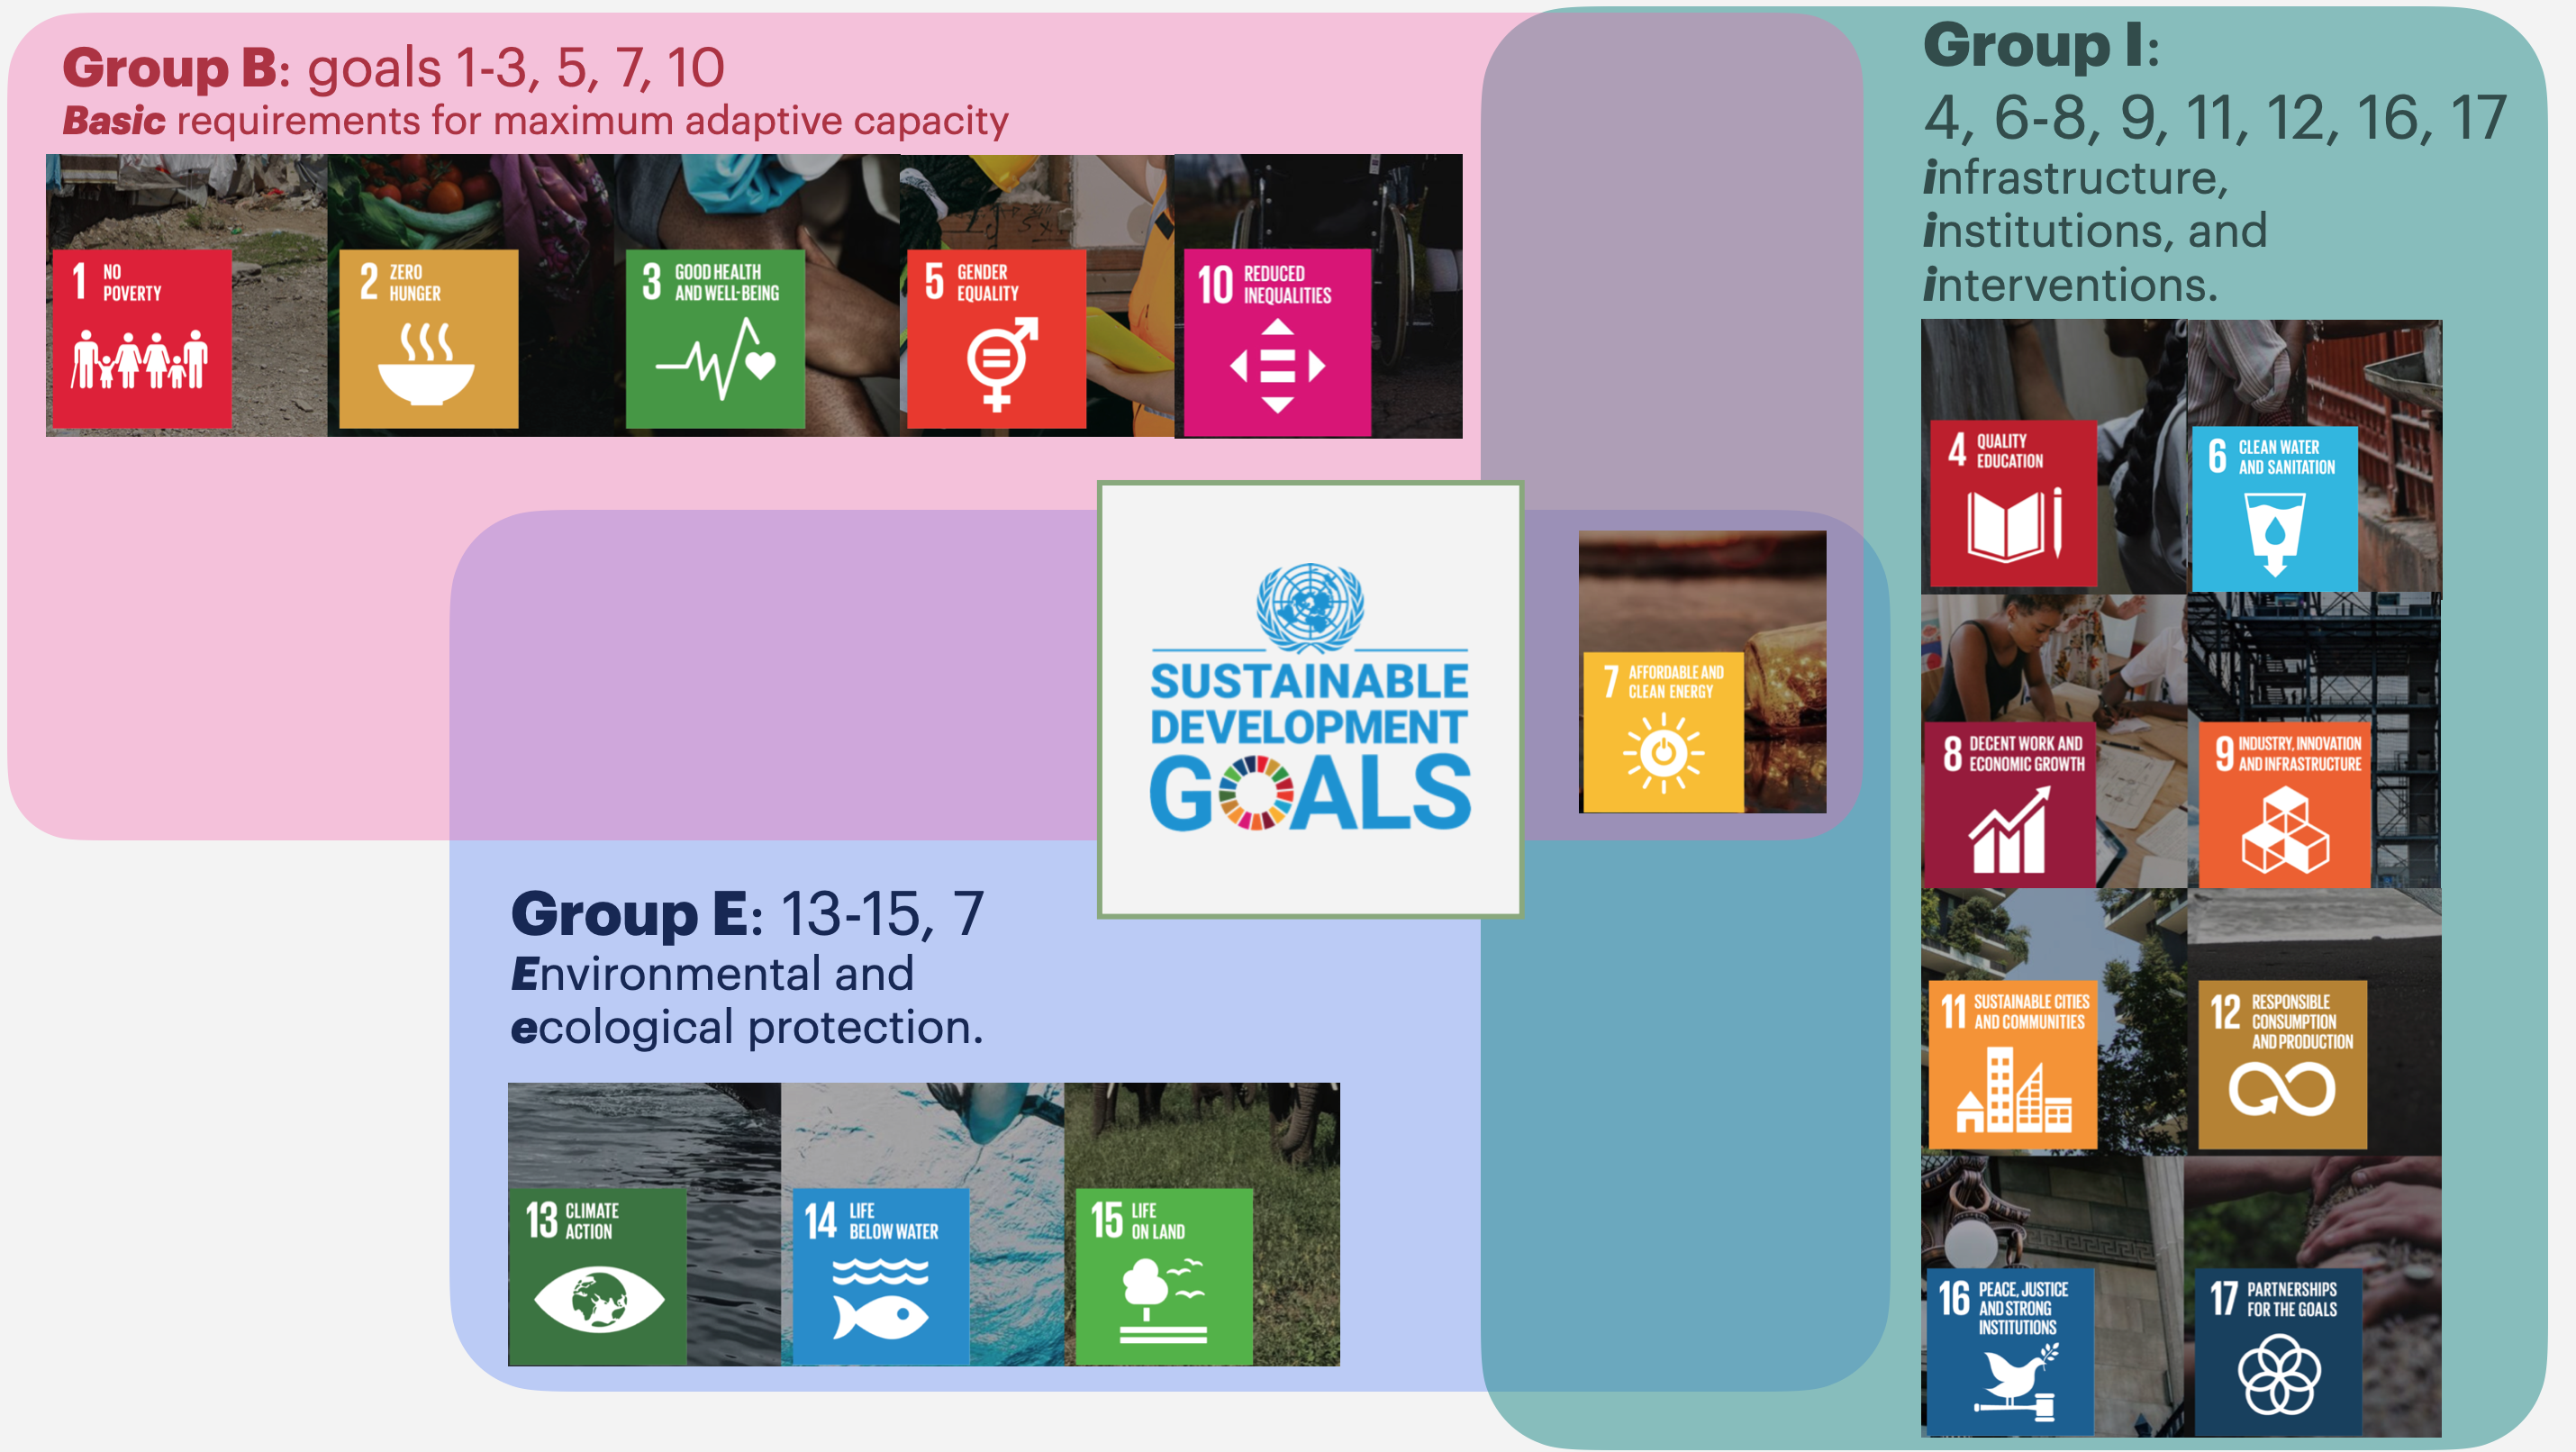 Group B: goals 1-3, 5, 7, 10
Basic requirements for maximum adaptive capacity
1 NO
POVERTY
2 ZERO
HUNGER
3 GOOD HEALTH
AND WELL-BEING
5 GENDER
EQUALITY
10 REDUCED
INEQUALITIES
Group I:
4, 6-8, 9, 11, 12, 16, 17
infrastructure,
institutions, and
interventions.
4 QUALITY
EDUCATION
6 CLEAN WATER
AND SANITATION
SUSTAINABLE
DEVELOPMENT
GOALS
7 AFFORDABLE AND
CLEAN ENERGY
8 DECENT WORK AND
ECONOMIC GROWTH
9 INDUSTRY, INNOVATION
AND INFRASTRUCTURE
Group E: 13-15, 7
Environmental and
ecological protection.
11 SUSTAINABLE CITIES
AND COMMUNITIES
12 RESPONSIBLE
CONSUMPTION
AND PRODUCTION
13 CLIMATE
ACTION
14 LIFE
BELOW WATER
15 LIFE
ON LAND
16 PEACE, JUSTICE
AND STRONG
INSTITUTIONS
17 PARTNERSHIPS
FOR THE GOALS